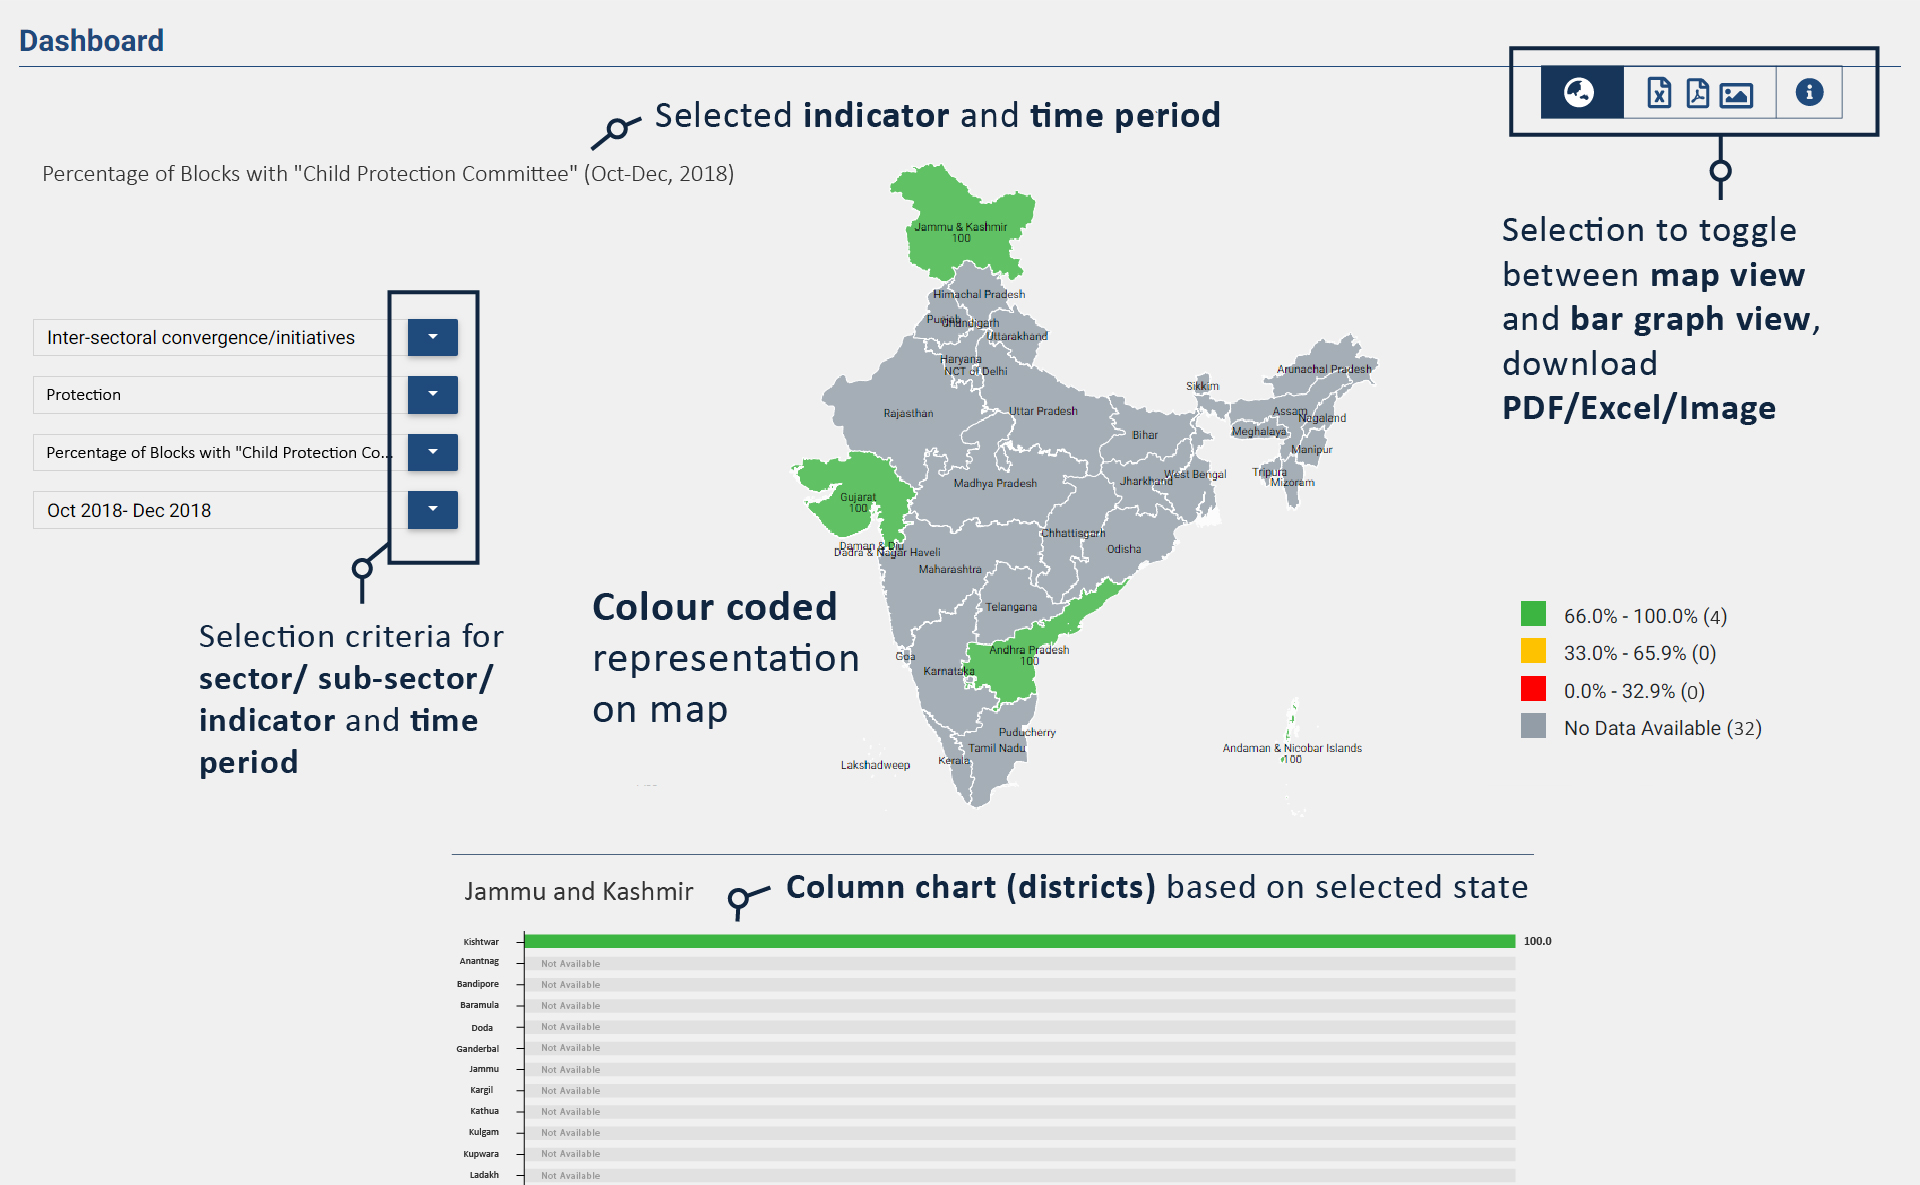 Dashboard
Selected indicator and time period
Percentage of Blocks with "Child Protection Committee" (Oct-Dec, 2018)
Selection to toggle
between map view
and bar graph view,
download
PDF/Excel/Image
Inter-sectoral convergence/initiatives
Protection
Percentage of Blocks with "Child Protection Co...
Oct 2018- Dec 2018
Selection criteria for
sector/ sub-sector/
indicator and time
period
Colour coded
representation
on map
Jammu & Kashmir
100
Himachal Pradesh
Punjab
Chandigarh
Uttarakhand
Haryana
NCT of Delhi
Arunachal Pradesh
Sikkim
Rajasthan
Uttar Pradesh
Assam
Nagaland
Bihar
Meghalaya
Manipur
Tripura
Mizoram
West Bengal
Jharkhand
Madhya Pradesh
Gujarat
100
Chhattisgarh
Odisha
Daman & Diu
Dadra & Nagar Haveli
Maharashtra
Telangana
Andhra Pradesh
100
Goa
Karnataka
Puducherry
Tamil Nadu
Kerala
Lakshadweep
Andaman & Nicobar Islands
100
66.0% - 100.0% (4)
33.0% - 65.9% (0)
0.0% - 32.9% (0)
No Data Available (32)
Jammu and Kashmir
Column chart (districts) based on selected state
Kishtwar 100.0
Anantnag Not Available
Bandipore Not Available
Baramula Not Available
Doda Not Available
Ganderbal Not Available
Jammu Not Available
Kargil Not Available
Kathua Not Available
Kulgam Not Available
Kupwara Not Available
Ladakh Not Available